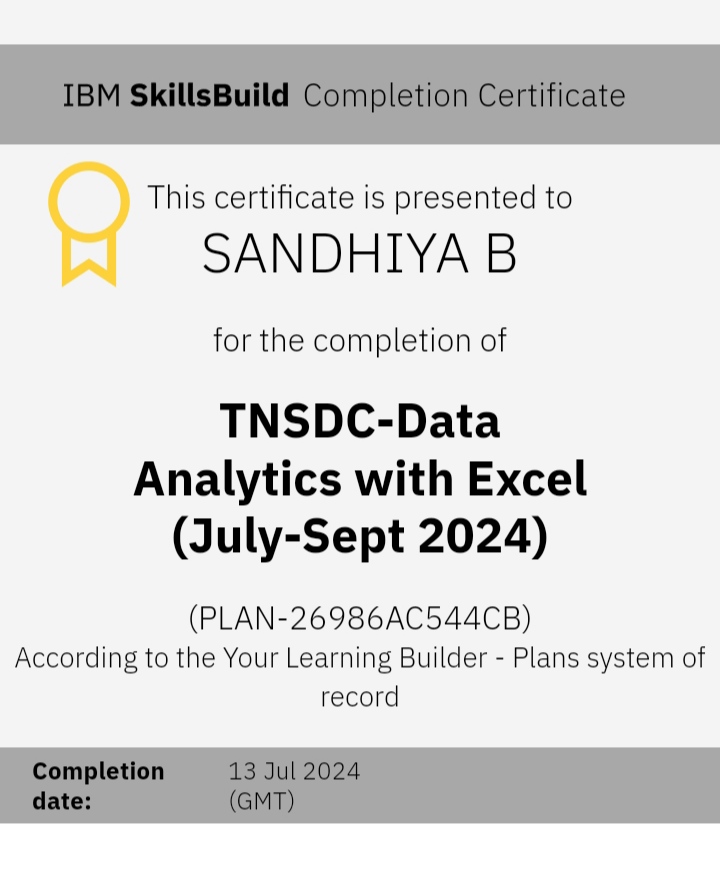 IBM SkillsBuild Completion Certificate
This certificate is presented to
SANDHIYA B
for the completion of
TNSDC-Data
Analytics with Excel
(July-Sept 2024)
(PLAN-26986AC544CB)
According to the Your Learning Builder - Plans system of
record
Completion date: 13 Jul 2024 (GMT)